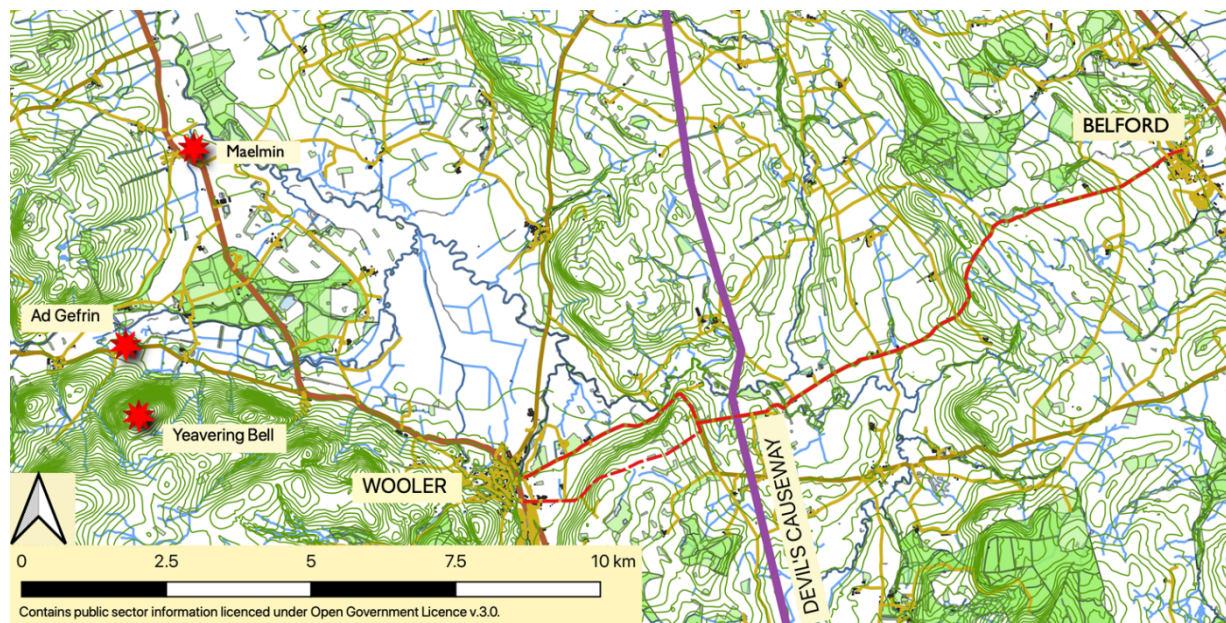 BELFORD
Maelmin
Ad Gefrin
Yeavering Bell
WOOLER
DEVIL'S CAUSEWAY
0 2.5 5 7.5 10 km
Contains public sector information licenced under Open Government Licence v.3.0.